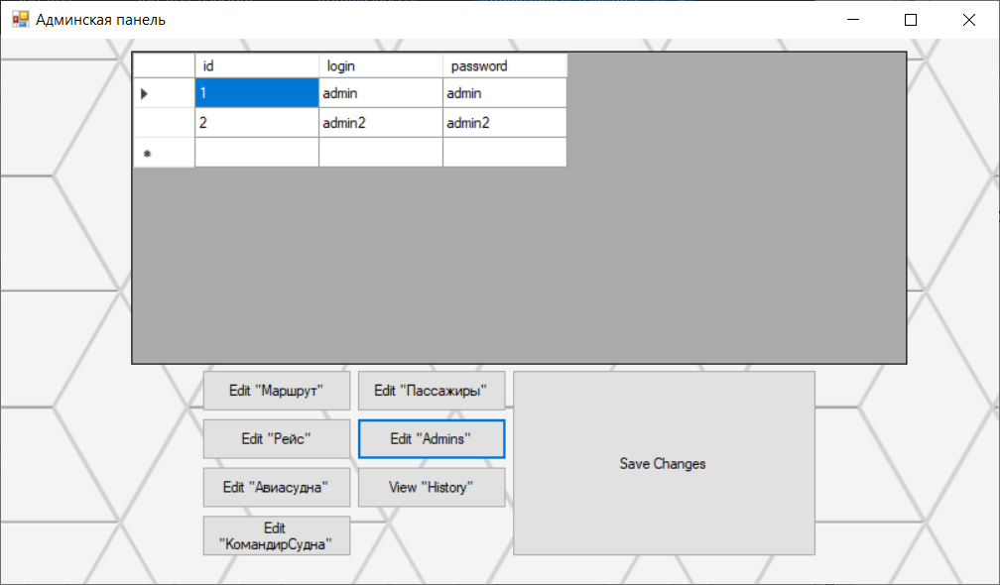 Админская панель
id login password
1 admin admin
2 admin2 admin2
Edit "Маршрут" Edit "Пассажиры"
Edit "Рейс" Edit "Admins"
Save Changes
Edit "Авиасудна" View "History"
Edit
"КомандирСудна"